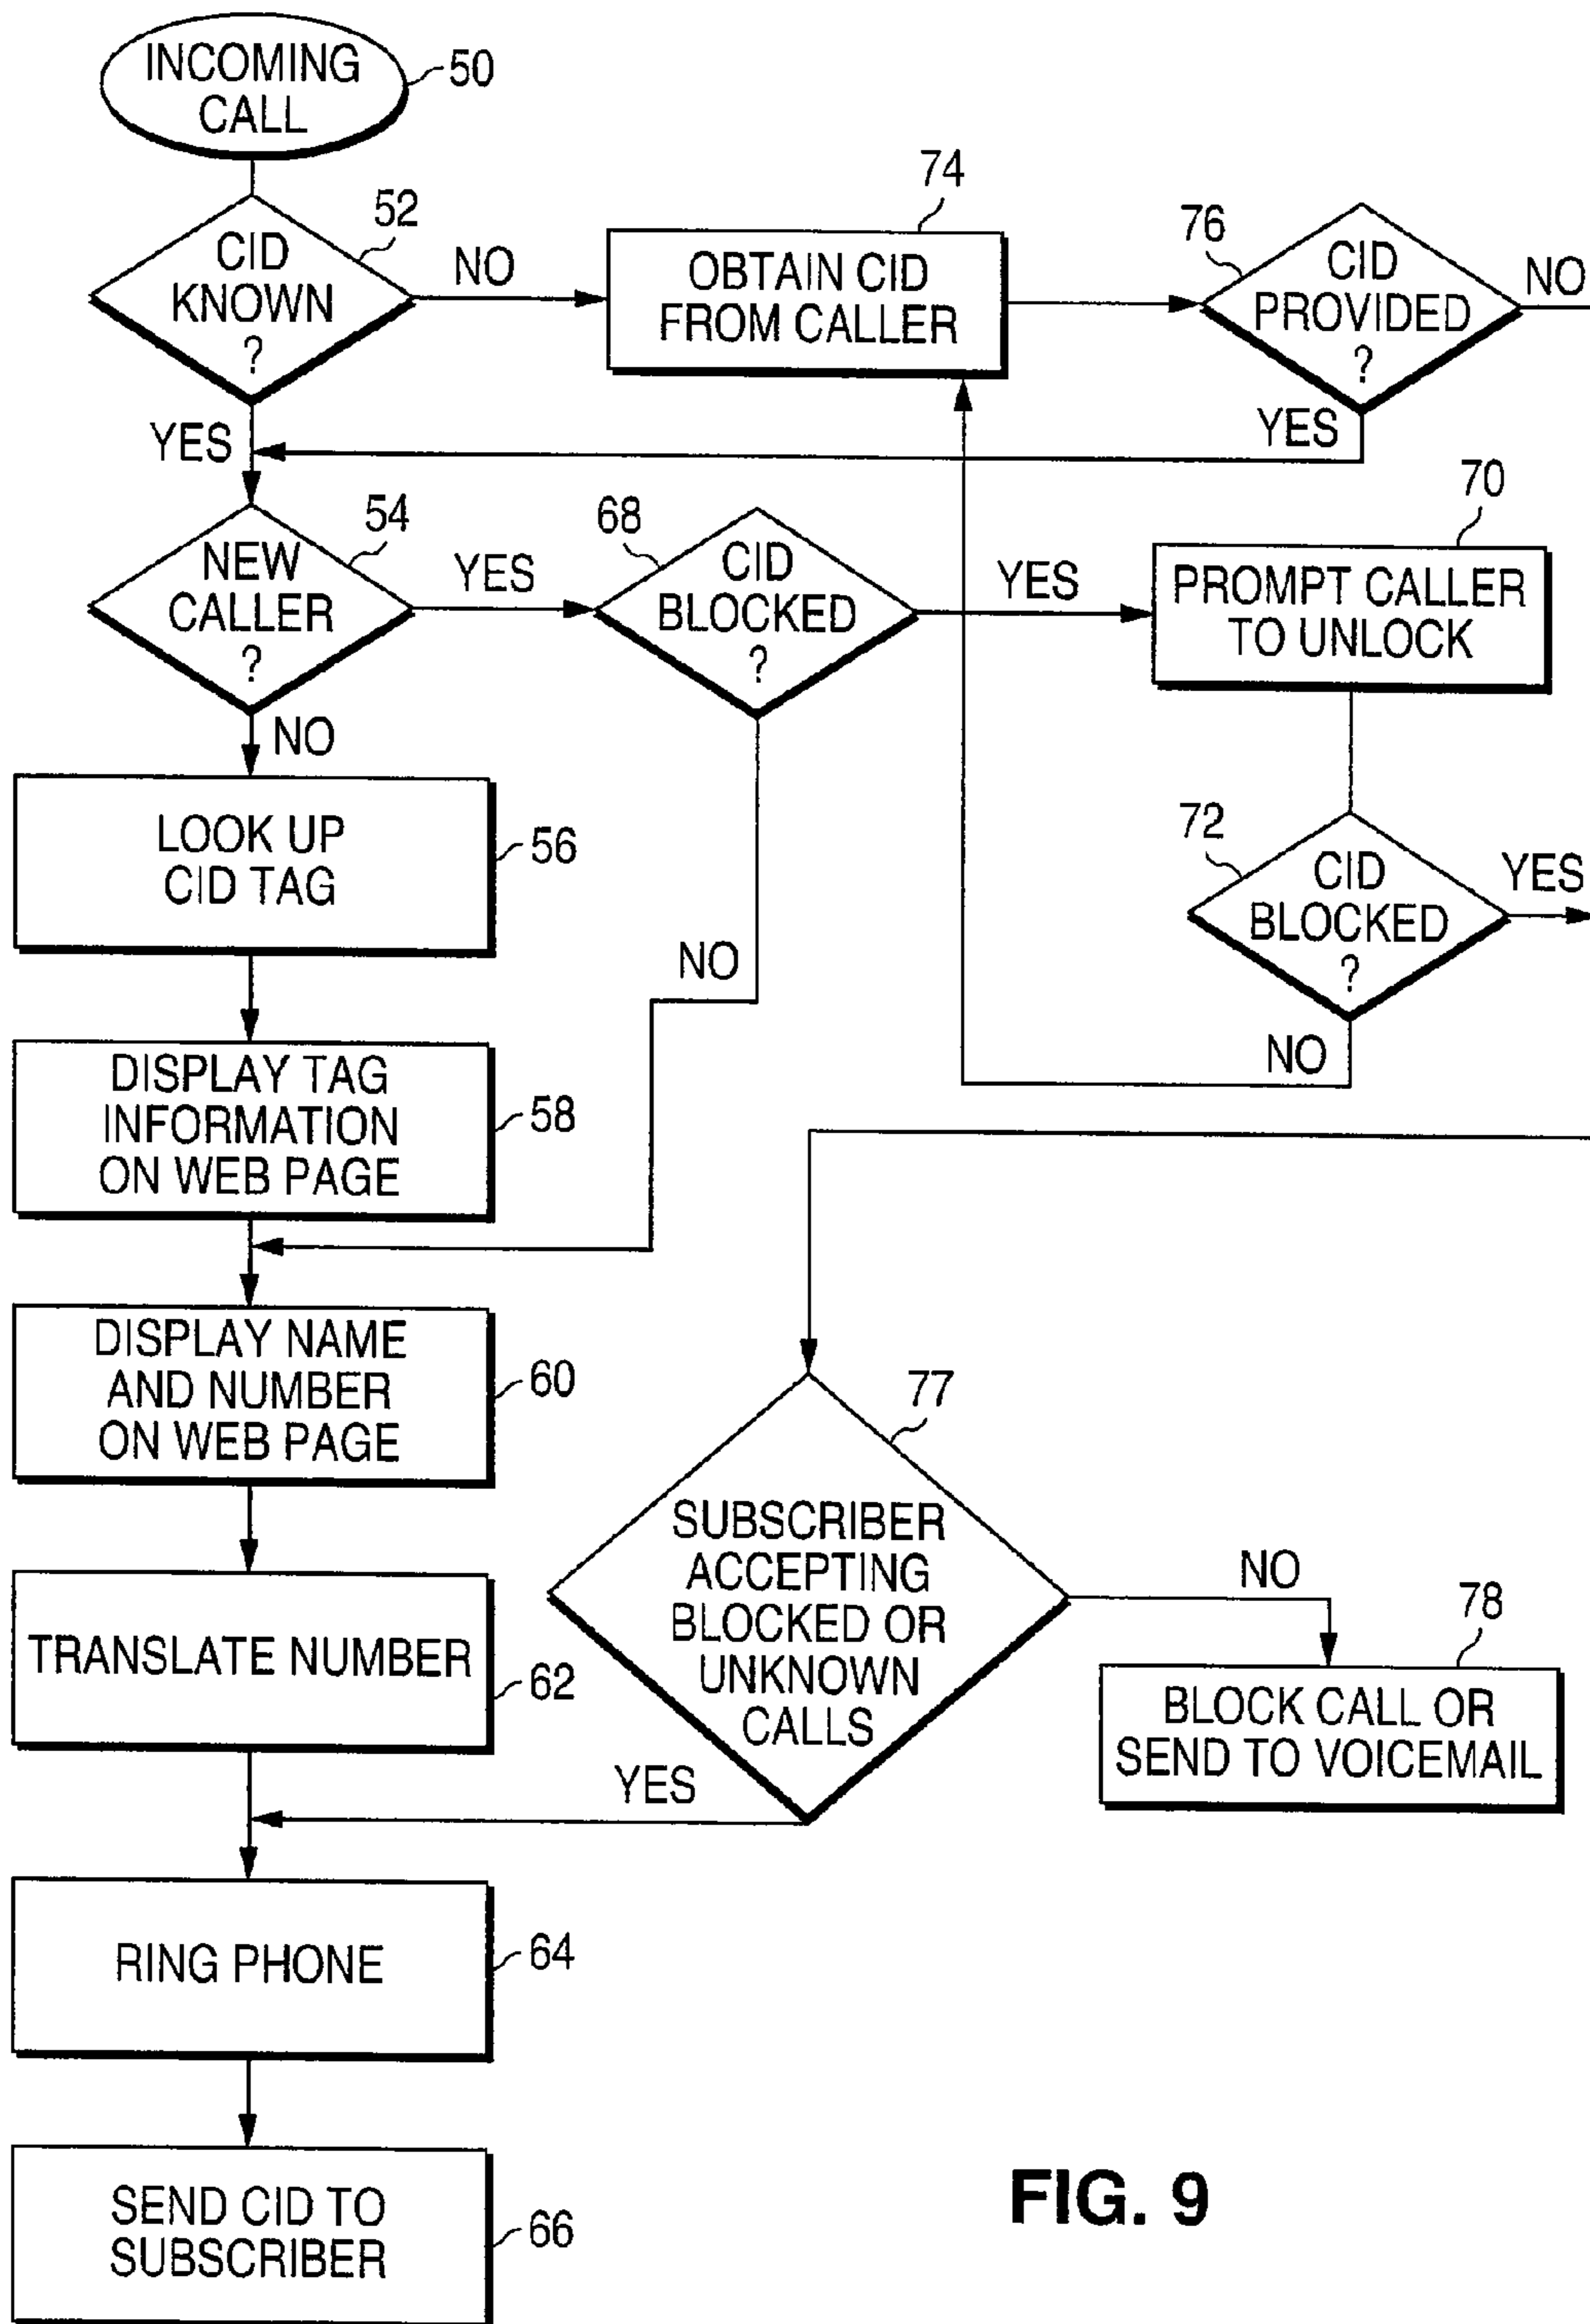 INCOMING
CALL
50
CID
KNOWN
?
52
NO
YES
OBTAIN CID
FROM CALLER
74
CID
PROVIDED
?
76
NO
YES
NEW
CALLER
?
54
YES
NO
CID
BLOCKED
?
68
YES
NO
PROMPT CALLER
TO UNLOCK
70
CID
BLOCKED
?
72
YES
NO
LOOK UP
CID TAG
56
DISPLAY TAG
INFORMATION
ON WEB PAGE
58
DISPLAY NAME
AND NUMBER
ON WEB PAGE
60
TRANSLATE NUMBER
62
SUBSCRIBER
ACCEPTING
BLOCKED OR
UNKNOWN
CALLS
77
NO
YES
BLOCK CALL OR
SEND TO VOICEMAIL
78
RING PHONE
64
SEND CID TO
SUBSCRIBER
66
FIG. 9